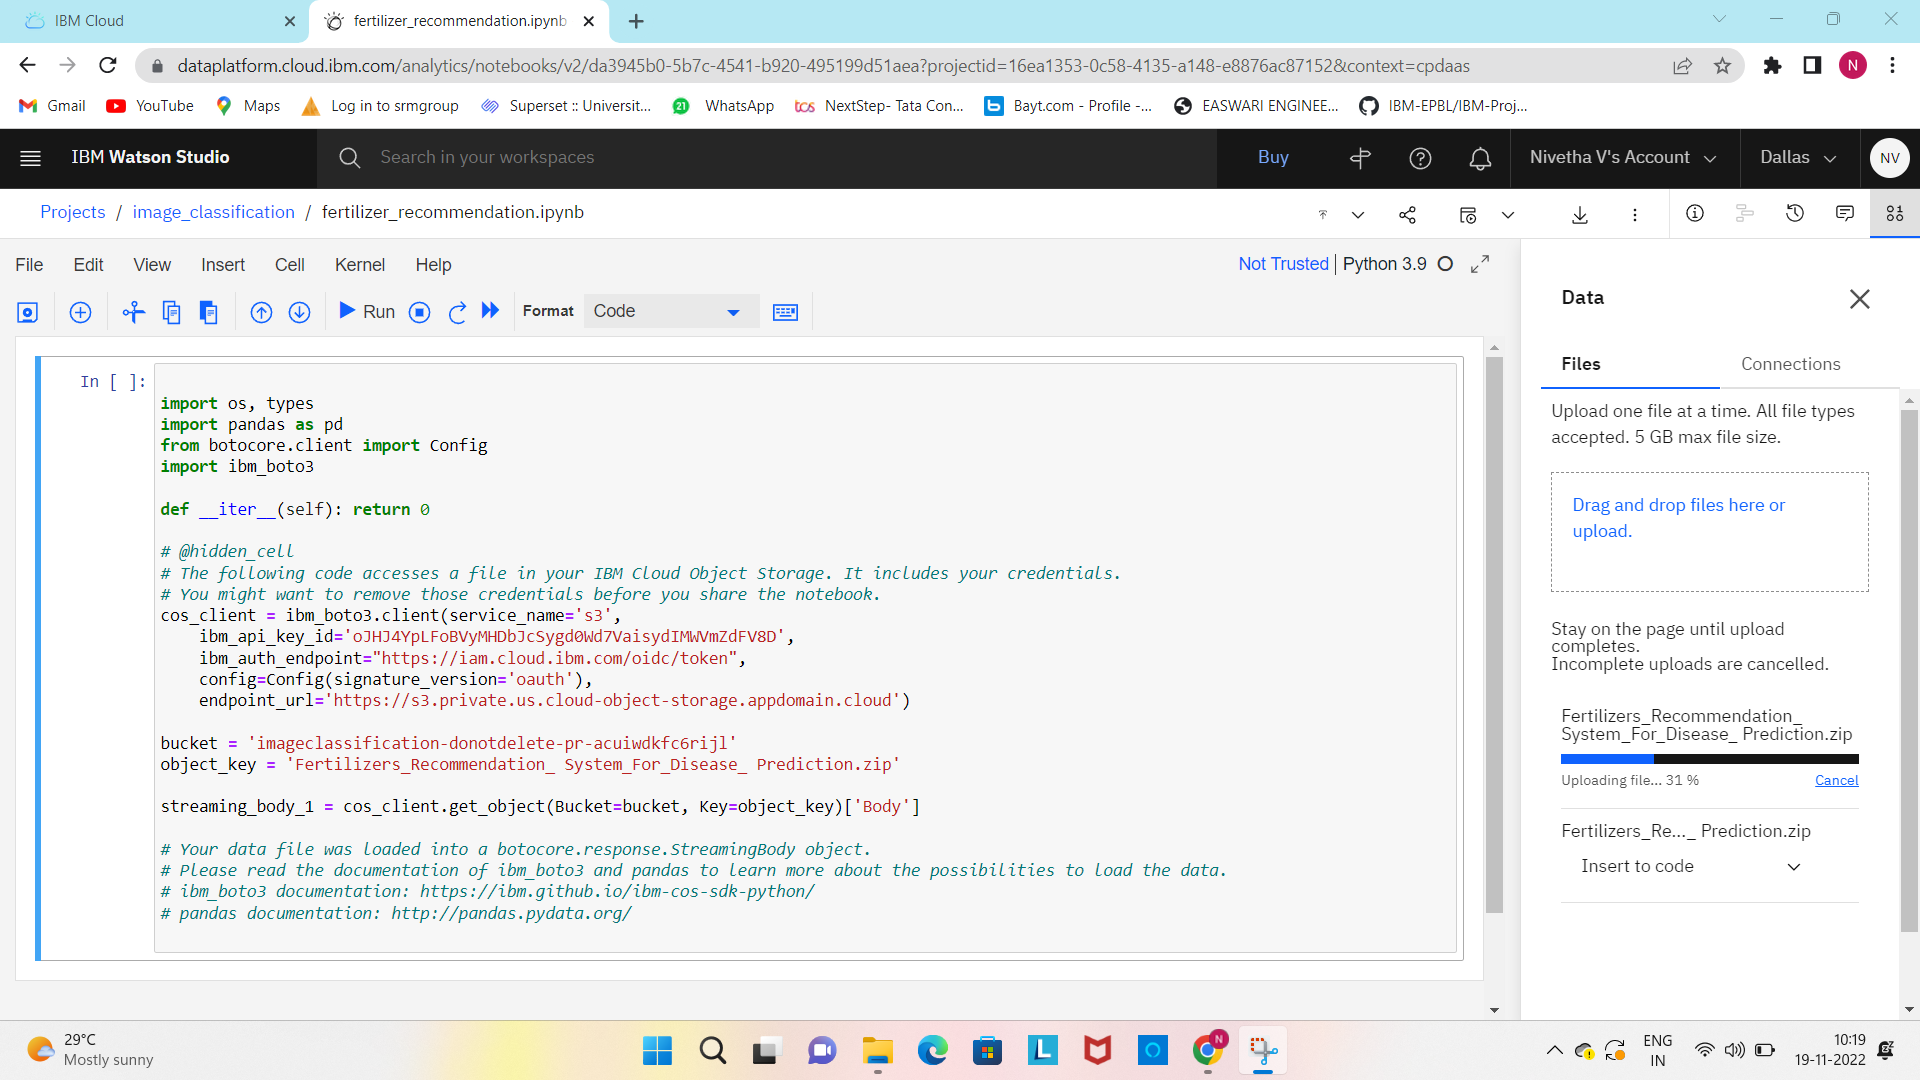 IBM Cloud
fertilizer_recommendation.ipynb
dataplatform.cloud.ibm.com/analytics/notebooks/v2/da3945b0-5b7c-4541-b920-495199d51aea?projectid=16ea1353-0c58-4135-a148-e8876ac87152&context=cpdaas
N
Gmail
YouTube
Maps
Log in to srmgroup
Superset :: Universit...
21
WhatsApp
tcs
NextStep- Tata Con...
b
Bayt.com - Profile -...
EASWARI ENGINEE...
IBM-EPBL/IBM-Proj...
IBM Watson Studio
Search in your workspaces
Buy
Nivetha V's Account
Dallas
NV
Projects / image_classification / fertilizer_recommendation.ipynb
File
Edit
View
Insert
Cell
Kernel
Help
Not Trusted
Python 3.9
Run
Format
Code
In [ ]:
import os, types
import pandas as pd
from botocore.client import Config
import ibm_boto3
def __iter__(self): return 0
# @hidden_cell
# The following code accesses a file in your IBM Cloud Object Storage. It includes your credentials.
# You might want to remove those credentials before you share the notebook.
cos_client = ibm_boto3.client(service_name='s3',
ibm_api_key_id='oJHJ4YpLFoBVyMHDbJcSygd0Wd7VaisydIMWVmZdFV8D',
ibm_auth_endpoint="https://iam.cloud.ibm.com/oidc/token",
config=Config(signature_version='oauth'),
endpoint_url='https://s3.private.us.cloud-object-storage.appdomain.cloud')
bucket = 'imageclassification-donotdelete-pr-acuiwdkfc6rijl'
object_key = 'Fertilizers_Recommendation_ System_For_Disease_ Prediction.zip'
streaming_body_1 = cos_client.get_object(Bucket=bucket, Key=object_key)['Body']
# Your data file was loaded into a botocore.response.StreamingBody object.
# Please read the documentation of ibm_boto3 and pandas to learn more about the possibilities to load the data.
# ibm_boto3 documentation: https://ibm.github.io/ibm-cos-sdk-python/
# pandas documentation: http://pandas.pydata.org/
Data
Files
Connections
Upload one file at a time. All file types
accepted. 5 GB max file size.
Drag and drop files here or
upload.
Stay on the page until upload
completes.
Incomplete uploads are cancelled.
Fertilizers_Recommendation_
System_For_Disease_ Prediction.zip
Uploading file... 31 %
Cancel
Fertilizers_Re..._ Prediction.zip
Insert to code
29°C
Mostly sunny
L
N
ENG
IN
10:19
19-11-2022